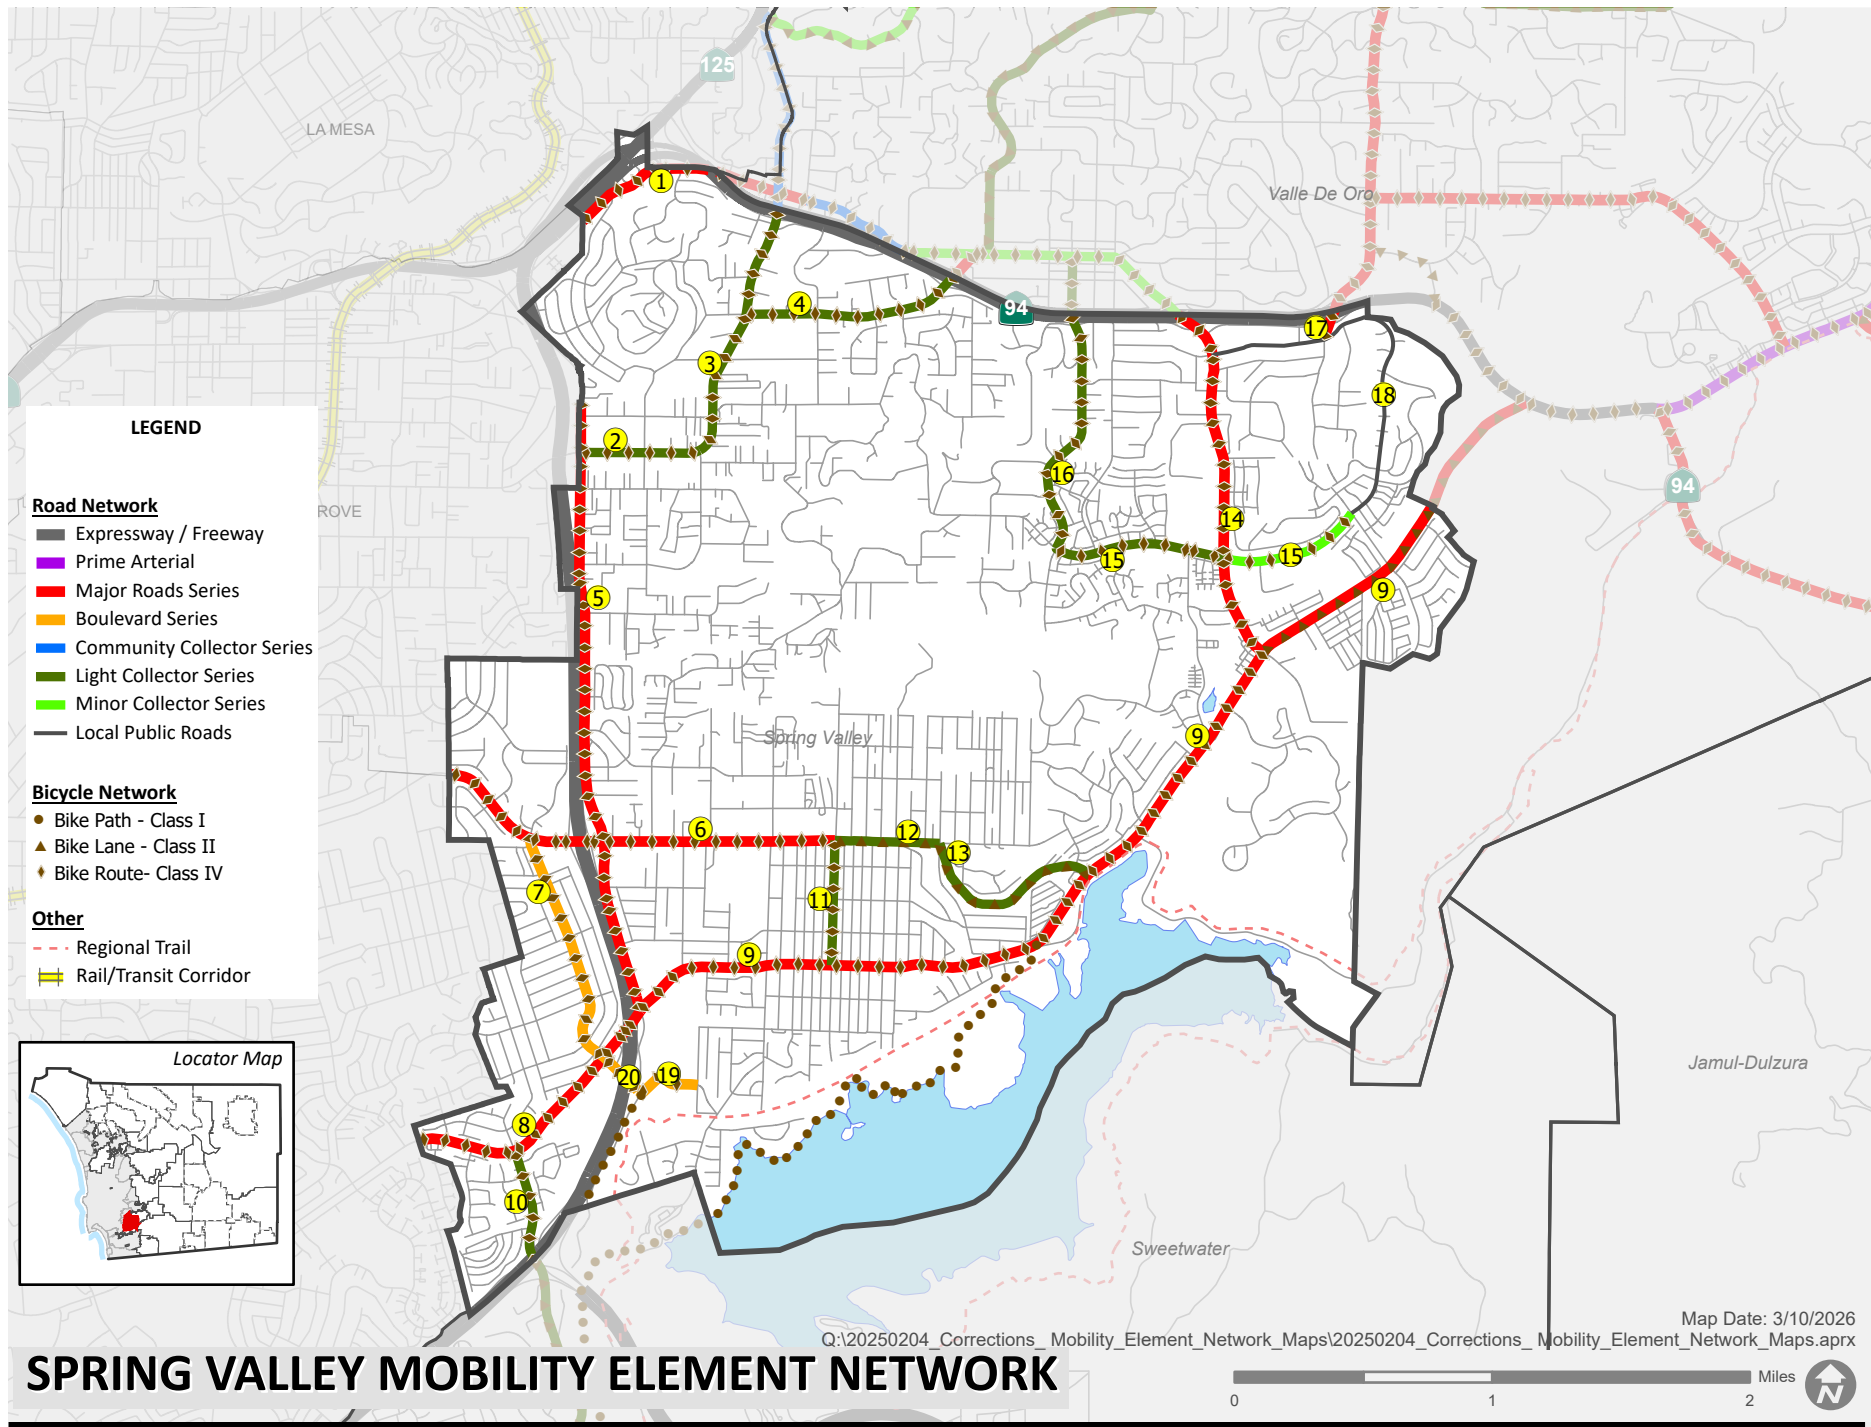 125
LA MESA
Valle De Oro
1
4
94
17
3
18
2
16
94
14
15
15
9
5
ROVE
LEGEND
Road Network
Expressway / Freeway
Prime Arterial
Major Roads Series
Boulevard Series
Community Collector Series
Light Collector Series
Minor Collector Series
Local Public Roads
Bicycle Network
Bike Path - Class I
Bike Lane - Class II
Bike Route- Class IV
Other
Regional Trail
Rail/Transit Corridor
Spring Valley
9
6
12
13
7
11
9
20
19
8
10
Locator Map
Jamul-Dulzura
Sweetwater
Map Date: 3/10/2026
Q:\20250204_Corrections_ Mobility_Element_Network_Maps\20250204_Corrections_ Mobility_Element_Network_Maps.aprx
SPRING VALLEY MOBILITY ELEMENT NETWORK
Miles
0 1 2
N